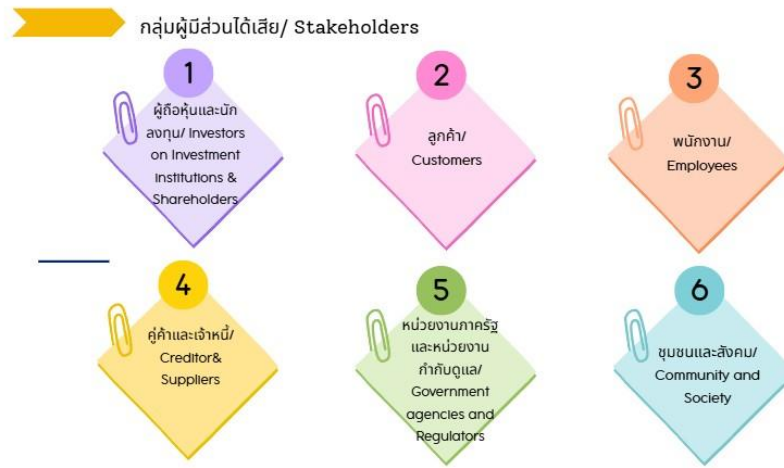 กลุ่มผู้มีส่วนได้เสีย/ Stakeholders
1
ผู้ถือหุ้นและนัก
ลงทุน/ Investors
on Investment
Institutions &
Shareholders
2
ลูกค้า/
Customers
3
พนักงาน/
Employees
4
คู่ค้าและเจ้าหนี้/
Creditor&
Suppliers
5
หน่วยงานภาครัฐ
และหน่วยงาน
กำกับดูแล/
Government
agencies and
Regulators
6
ชุมชนและสังคม/
Community and
Society